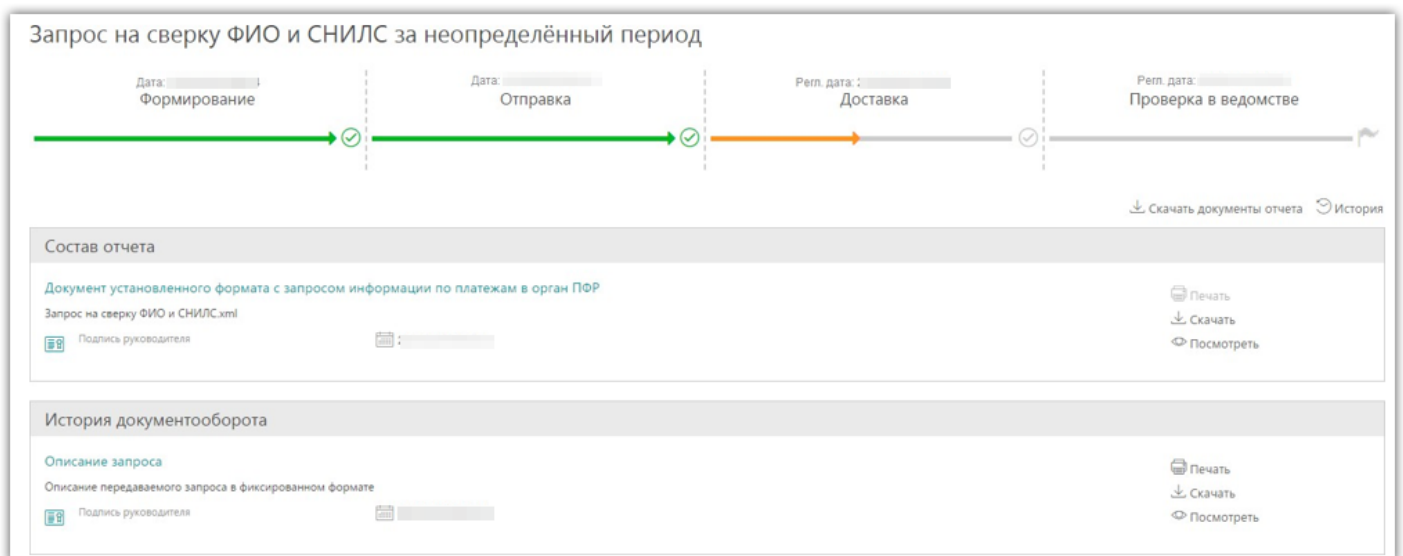 Запрос на сверку ФИО и СНИЛС за неопределённый период
Дата:
Формирование
Дата:
Отправка
Регл. дата:
Доставка
Регл. дата:
Проверка в ведомстве
Скачать документы отчета История
Состав отчета
Документ установленного формата с запросом информации по платежам в орган ПФР
Запрос на сверку ФИО и СНИЛС.xml
Подпись руководителя
Печать
Скачать
Посмотреть
История документооборота
Описание запроса
Описание передаваемого запроса в фиксированном формате
Подпись руководителя
Печать
Скачать
Посмотреть